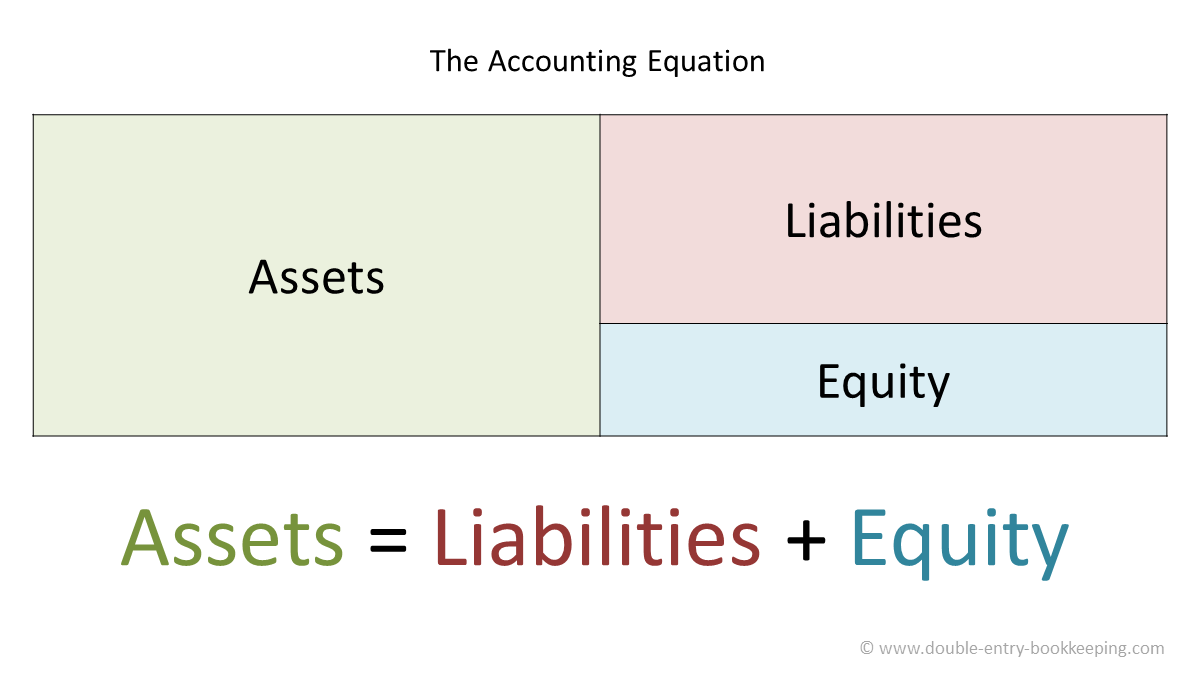 The Accounting Equation
Assets
Liabilities
Equity
Assets = Liabilities + Equity
© www.double-entry-bookkeeping.com